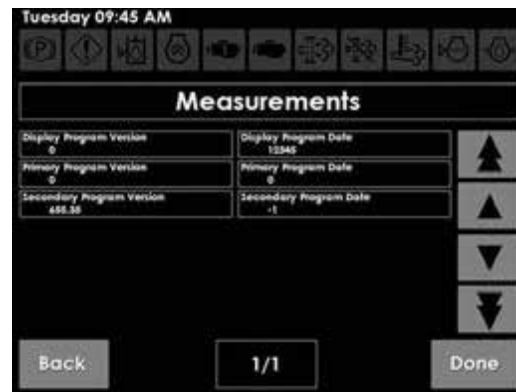 Tuesday 09:45 AM
Measurements
Display Program Version
0
Display Program Date
12345
Primary Program Version
0
Primary Program Date
0
Secondary Program Version
655.35
Secondary Program Date
-1
Back
1/1
Done